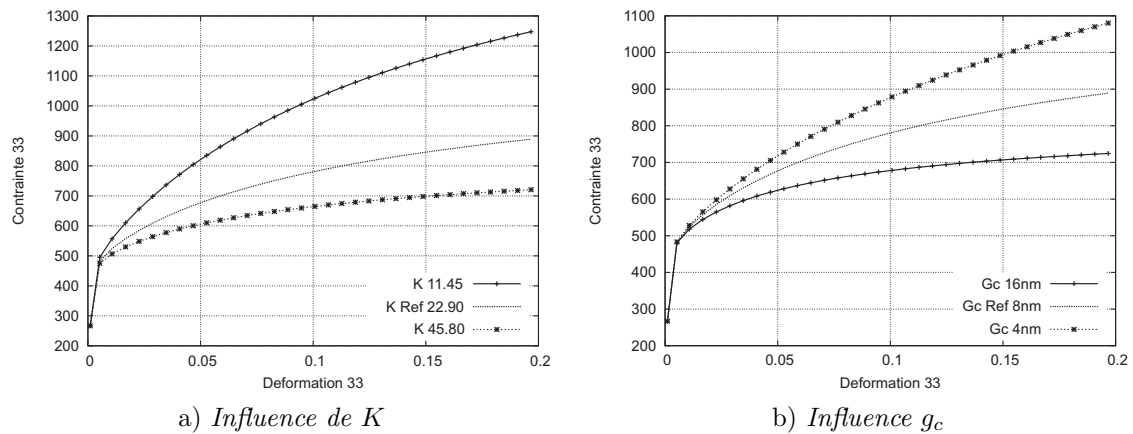 1300
1200
1100
1000
900
800
700
600
500
400
300
200
0
0.05
0.1
0.15
0.2
Contrainte 33
Deformation 33
K 11.45
K Ref 22.90
K 45.80
a) Influence de K
1100
1000
900
800
700
600
500
400
300
200
0
0.05
0.1
0.15
0.2
Contrainte 33
Deformation 33
Gc 16nm
Gc Ref 8nm
Gc 4nm
b) Influence gc